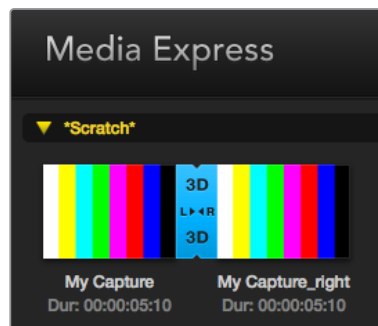 Media Express
*Scratch*
3D
L R
3D
My Capture My Capture_right
Dur: 00:00:05:10 Dur: 00:00:05:10